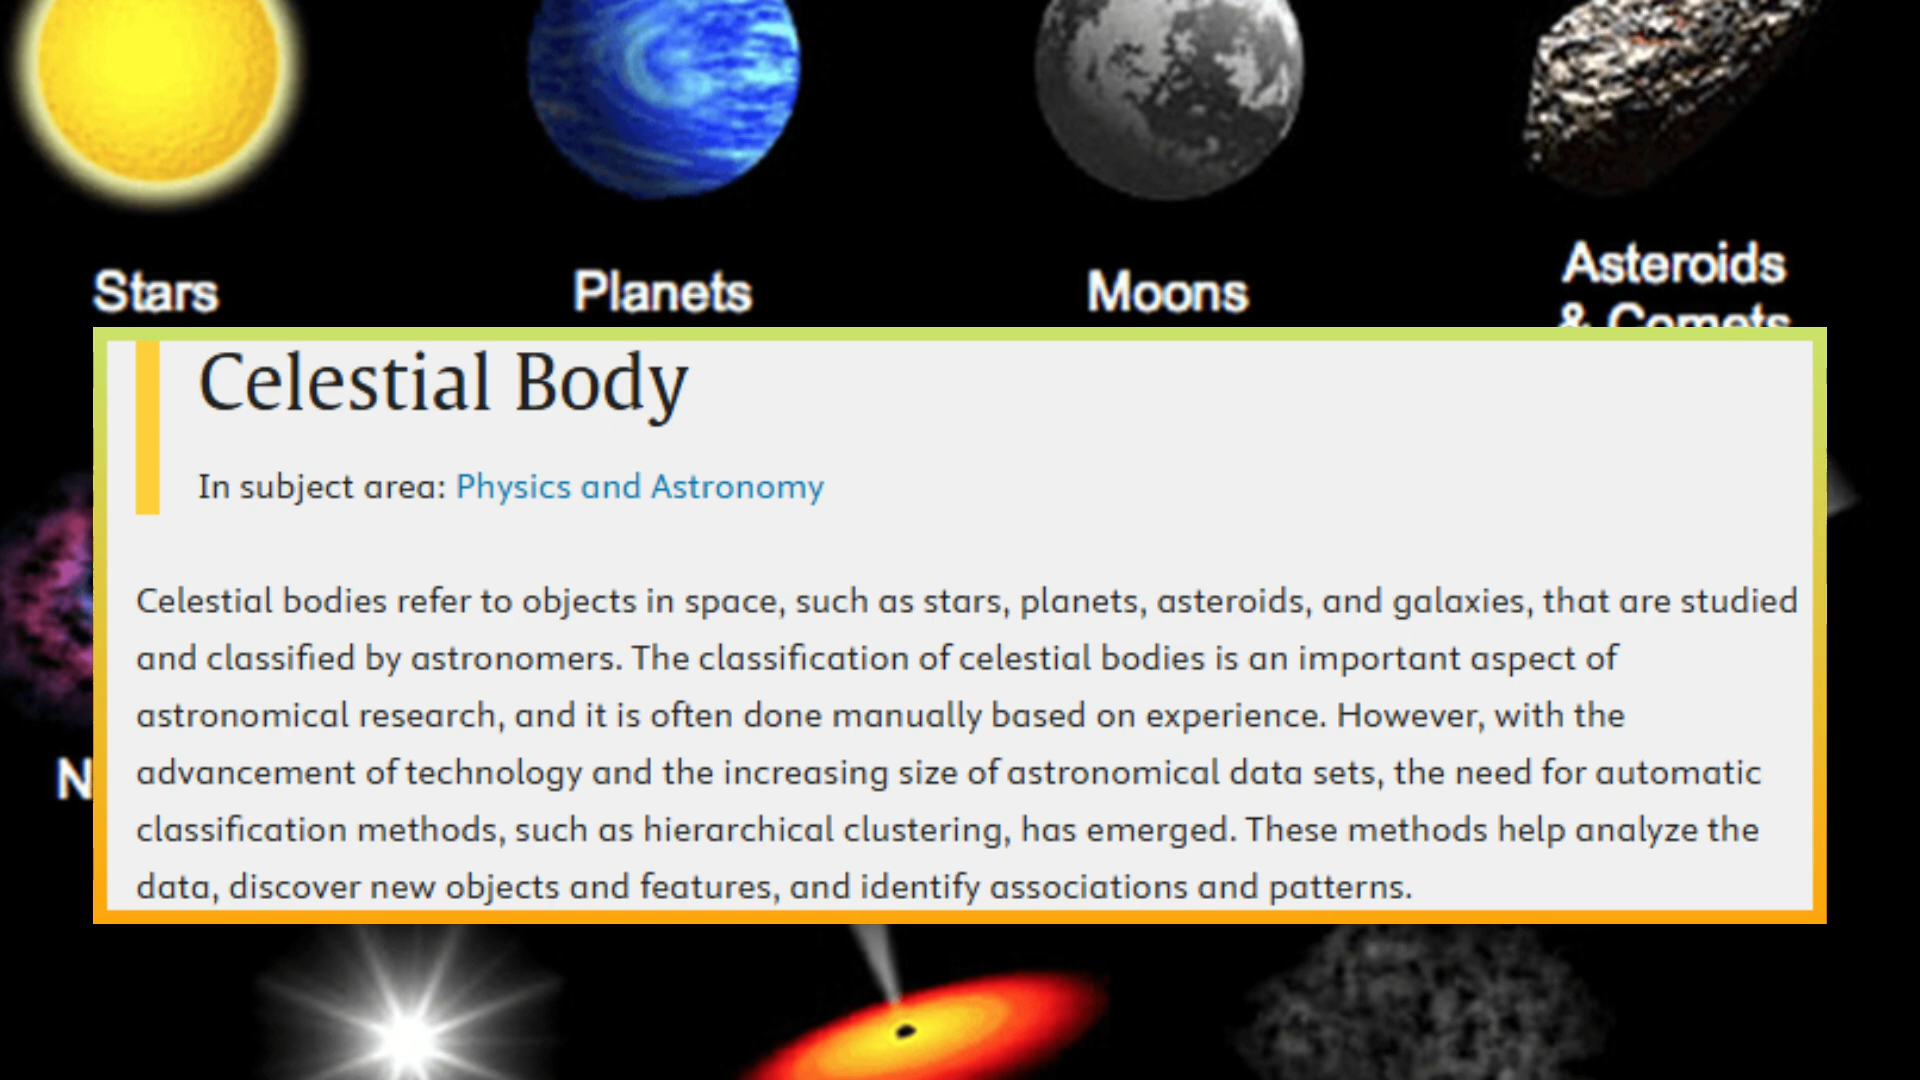 Stars
Planets
Moons
Asteroids
& Comets
Celestial Body
In subject area: Physics and Astronomy
Celestial bodies refer to objects in space, such as stars, planets, asteroids, and galaxies, that are studied
and classified by astronomers. The classification of celestial bodies is an important aspect of
astronomical research, and it is often done manually based on experience. However, with the
advancement of technology and the increasing size of astronomical data sets, the need for automatic
classification methods, such as hierarchical clustering, has emerged. These methods help analyze the
data, discover new objects and features, and identify associations and patterns.